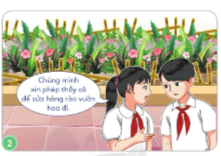 Chúng mình
xin phép thầy cô
để sửa hàng rào vườn
hoa đi.
2